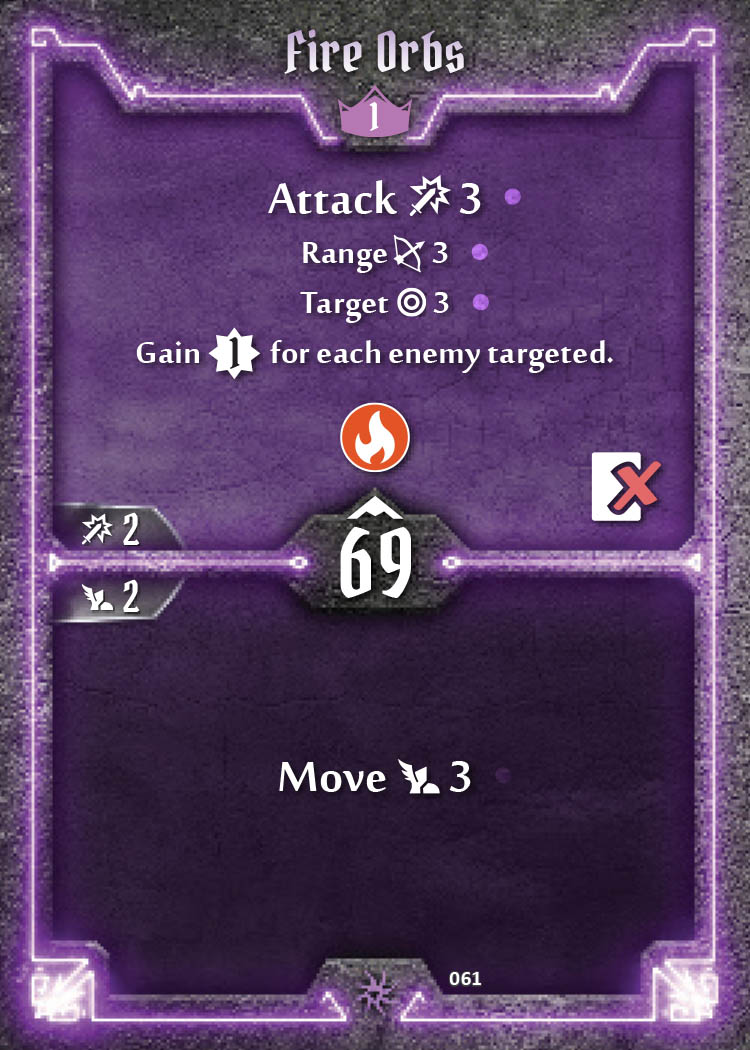 Fire Orbs
1
Attack 3
Range 3
Target 3
Gain 1 for each enemy targeted.
2
69
2
Move 3
061